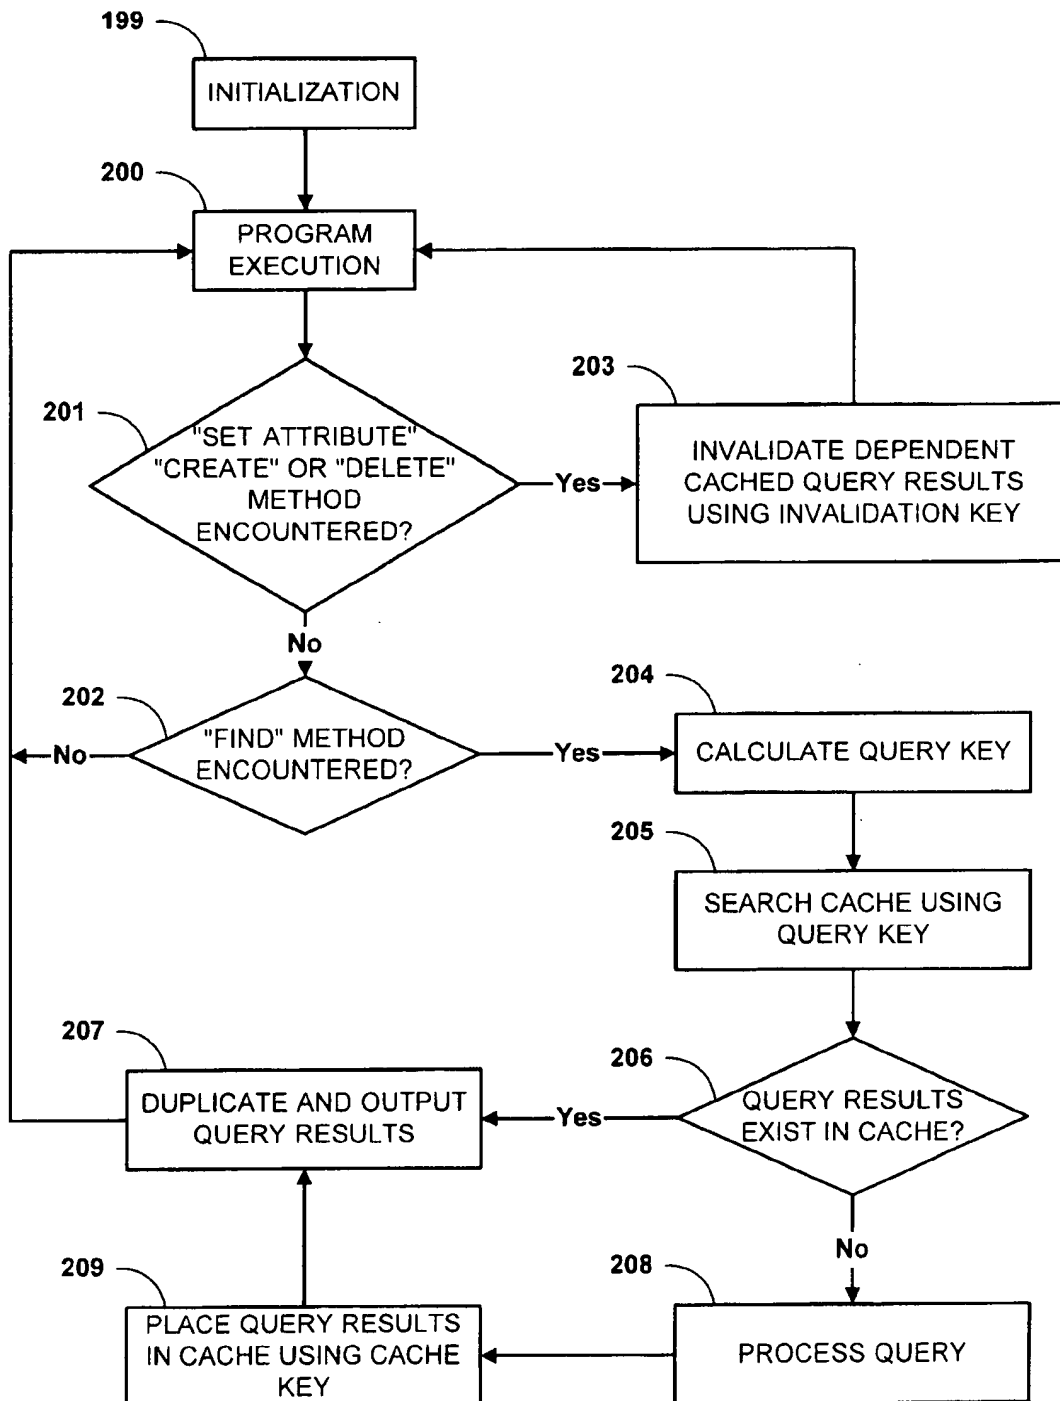 199
INITIALIZATION
200
PROGRAM
EXECUTION
201
"SET ATTRIBUTE"
"CREATE" OR "DELETE"
METHOD
ENCOUNTERED?
Yes
203
INVALIDATE DEPENDENT
CACHED QUERY RESULTS
USING INVALIDATION KEY
No
202
"FIND" METHOD
ENCOUNTERED?
No
Yes
204
CALCULATE QUERY KEY
205
SEARCH CACHE USING
QUERY KEY
206
QUERY RESULTS
EXIST IN CACHE?
Yes
207
DUPLICATE AND OUTPUT
QUERY RESULTS
No
208
PROCESS QUERY
209
PLACE QUERY RESULTS
IN CACHE USING CACHE
KEY